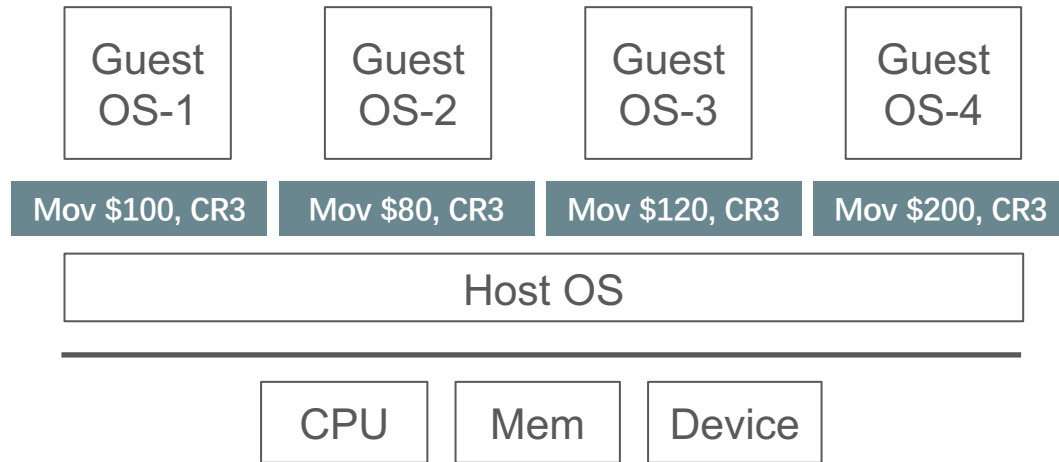 Guest
OS-1
Guest
OS-2
Guest
OS-3
Guest
OS-4
Mov $100, CR3
Mov $80, CR3
Mov $120, CR3
Mov $200, CR3
Host OS
CPU
Mem
Device